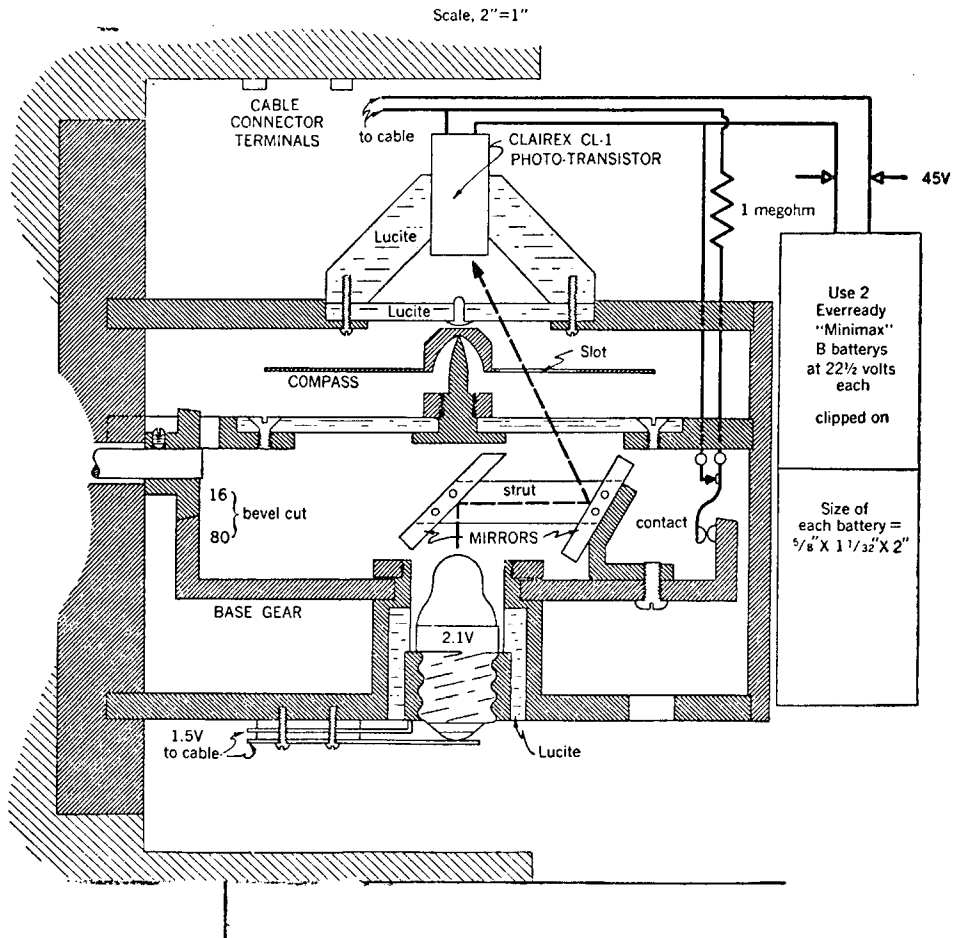 Scale, 2"=1"
CABLE
CONNECTOR
TERMINALS
to cable
CLAIREX CL-1
PHOTO-TRANSISTOR
45V
1 megohm
Lucite
Lucite
Slot
COMPASS
Use 2
Everready
"Minimax"
B batterys
at 22½ volts
each
clipped on
16
bevel cut
80
strut
MIRRORS
contact
Size of
each battery =
5/8" X 1 1/32" X 2"
BASE GEAR
2.1V
1.5V
to cable
Lucite